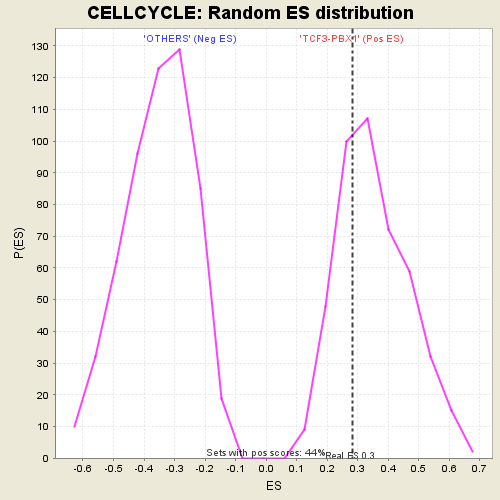 CELLCYCLE: Random ES distribution
'OTHERS' (Neg ES) 'TCF3-PBX1' (Pos ES)
130
120
110
100
90
80
70
60
50
40
30
20
10
0
P(ES)
Sets with pos scores: 44%
Real ES 0.3
-0.6 -0.5 -0.4 -0.3 -0.2 -0.1 0.0 0.1 0.2 0.3 0.4 0.5 0.6 0.7
ES